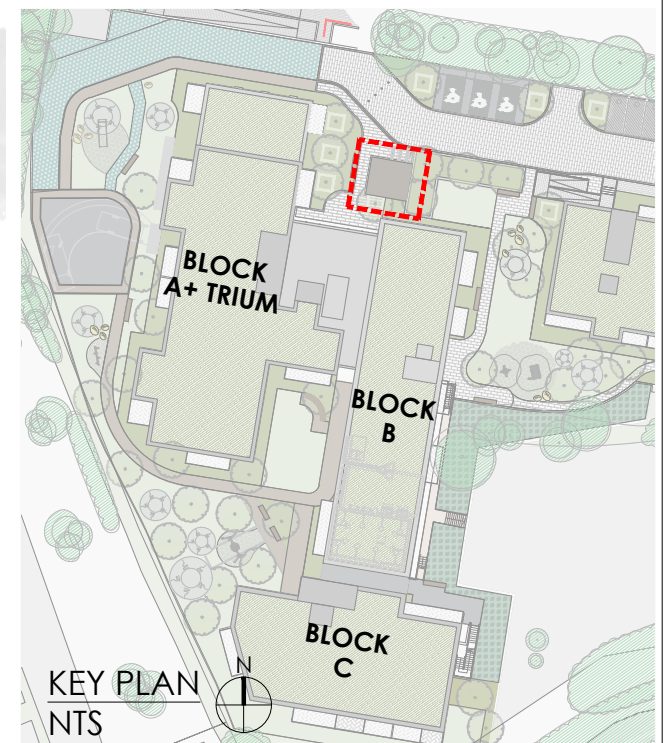 BLOCK
A+ TRIUM
BLOCK
B
BLOCK
C
KEY PLAN
NTS
N